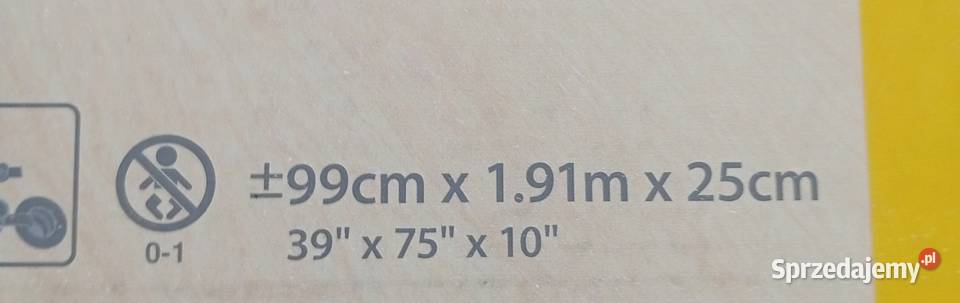 ±99cm x 1.91m x 25cm
0-1
39" x 75" x 10"
Sprzedajemy.pl